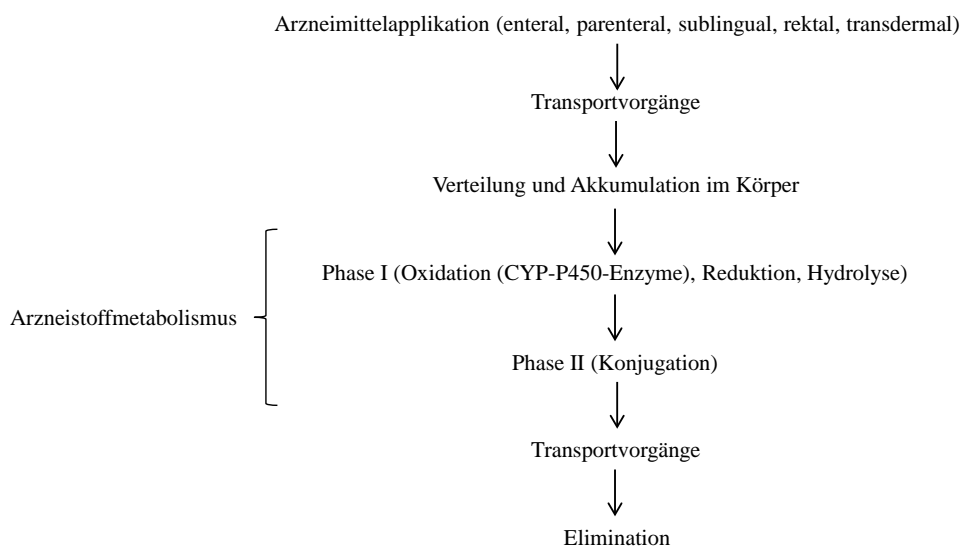 Arzneimittelapplikation (enteral, parenteral, sublingual, rektal, transdermal)
Transportvorgänge
Verteilung und Akkumulation im Körper
Phase I (Oxidation (CYP-P450-Enzyme), Reduktion, Hydrolyse)
Arzneistoffmetabolismus
Phase II (Konjugation)
Transportvorgänge
Elimination